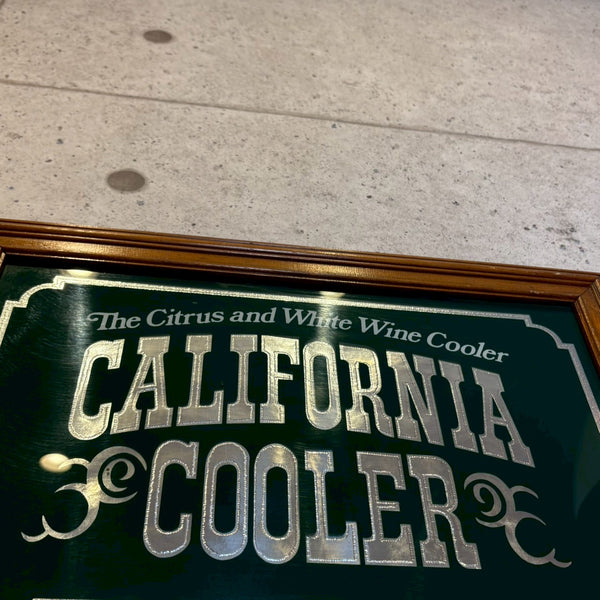 The Citrus and White Wine Cooler
CALIFORNIA
COOLER